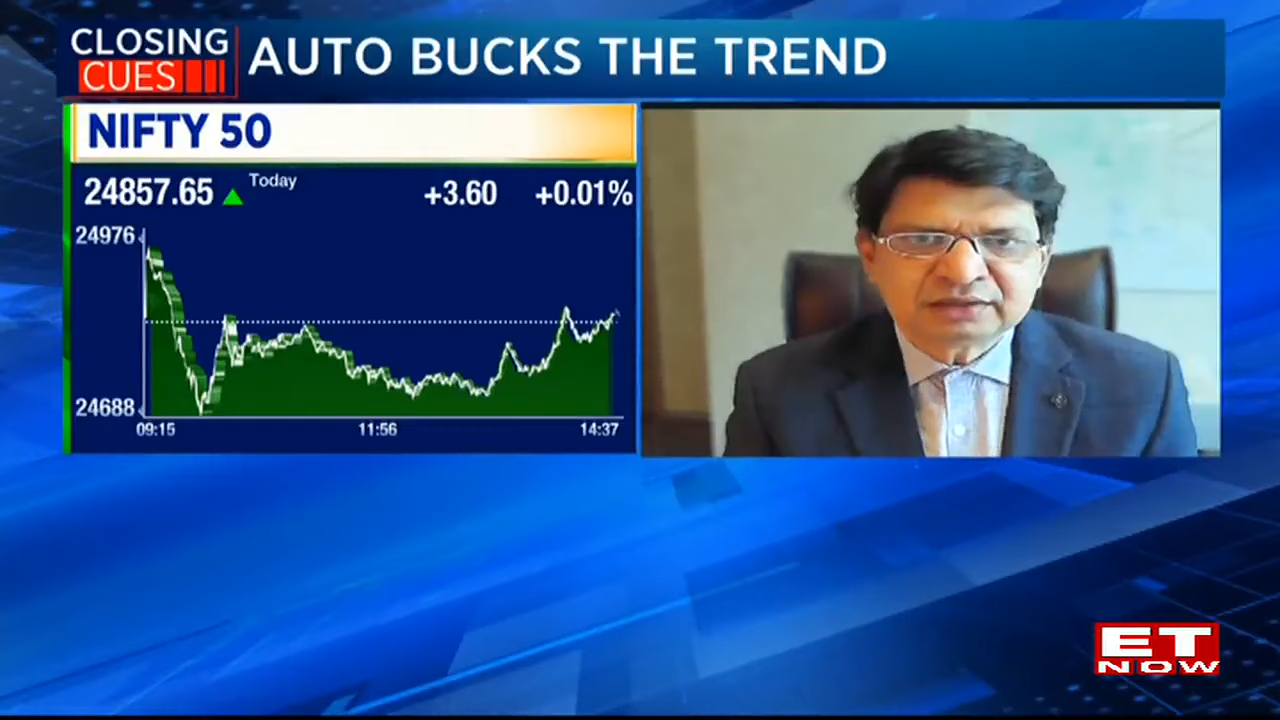 CLOSING
CUES
AUTO BUCKS THE TREND
NIFTY 50
24857.65 Today +3.60 +0.01%
24976
24688
09:15 11:56 14:37
ET
NOW